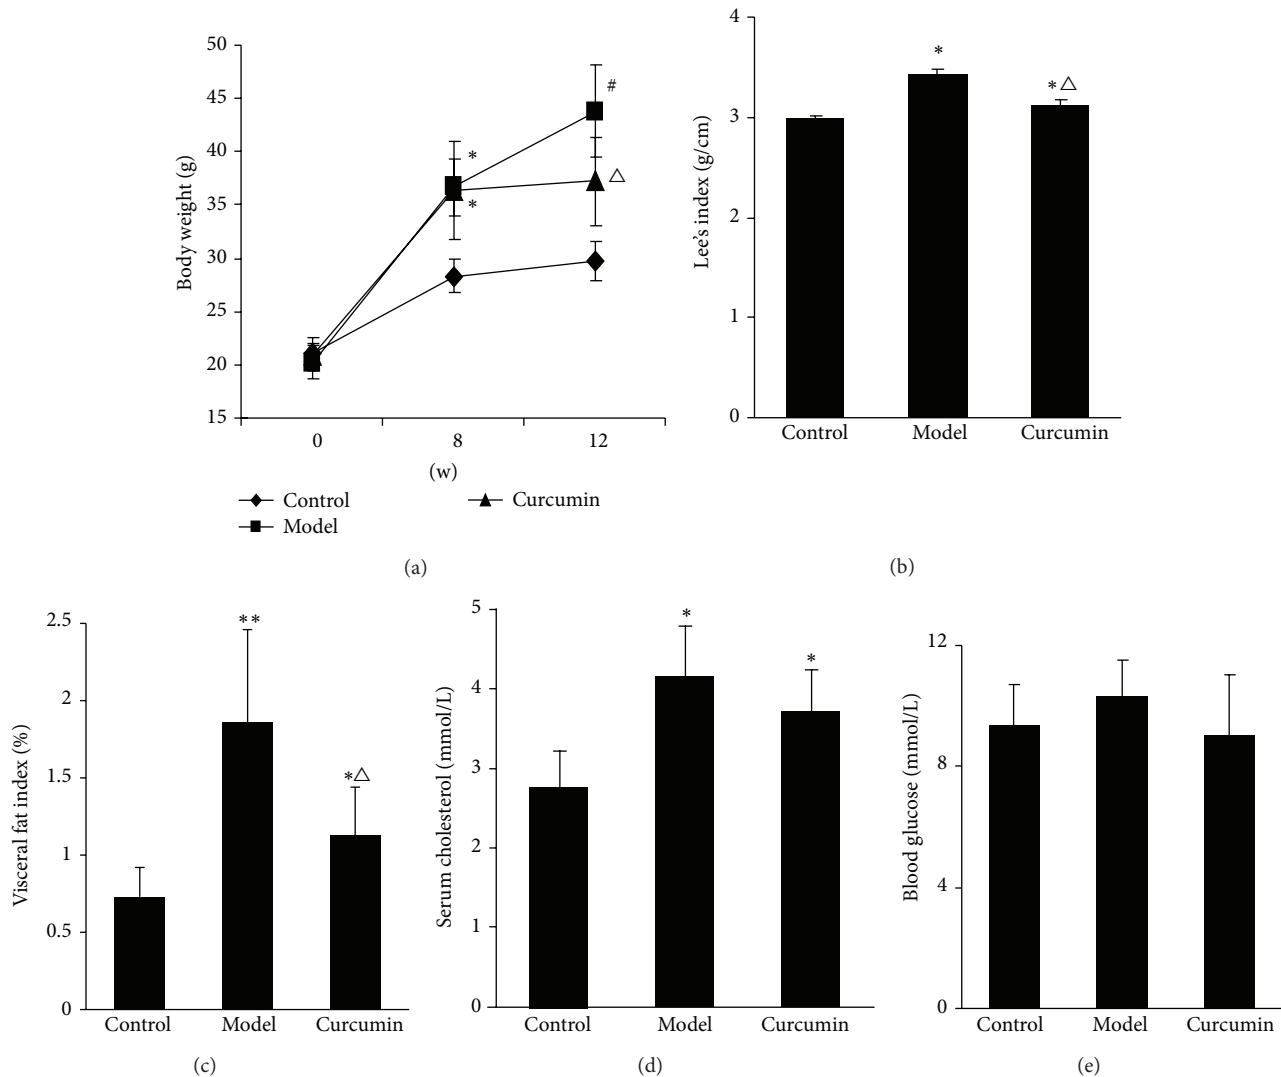 50
45
40
35
30
25
20
15
Body weight (g)
#
*
*
△
0 8 12
(w)
Control
Model
Curcumin
(a)
4
3
2
1
0
Lee's index (g/cm)
*
*△
Control Model Curcumin
(b)
2.5
2
1.5
1
0.5
0
Visceral fat index (%)
**
*△
Control Model Curcumin
(c)
5
4
3
2
1
0
Serum cholesterol (mmol/L)
*
*
Control Model Curcumin
(d)
12
8
4
0
Blood glucose (mmol/L)
Control Model Curcumin
(e)